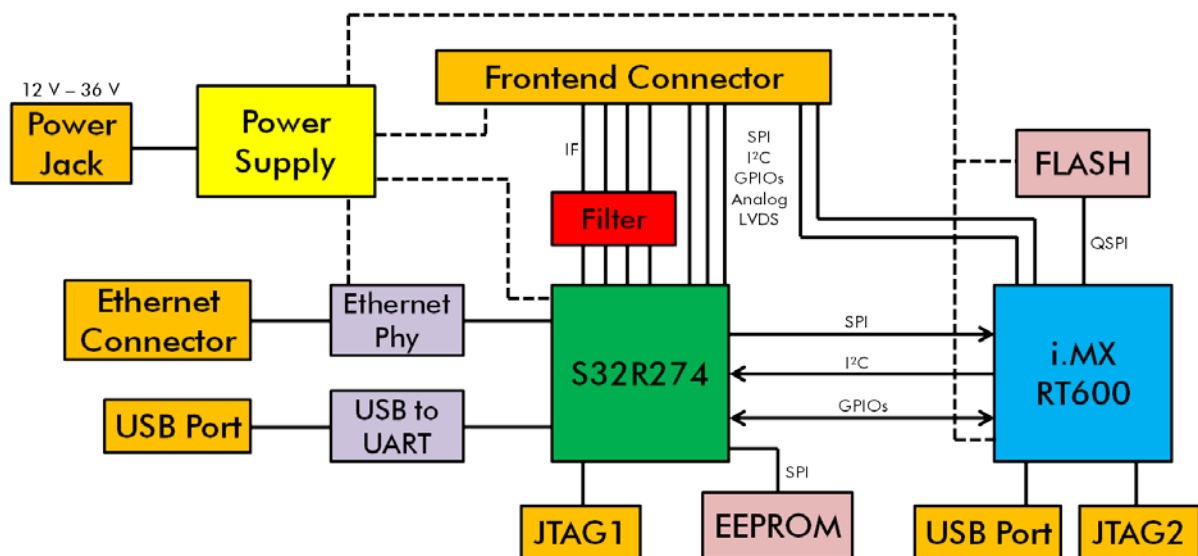 Frontend Connector
12 V – 36 V
Power
Jack
Power
Supply
IF
SPI
I²C
GPIOs
Analog
LVDS
FLASH
Filter
QSPI
Ethernet
Connector
Ethernet
Phy
S32R274
SPI
I²C
GPIOs
i.MX
RT600
USB Port
USB to
UART
SPI
JTAG1
EEPROM
USB Port
JTAG2